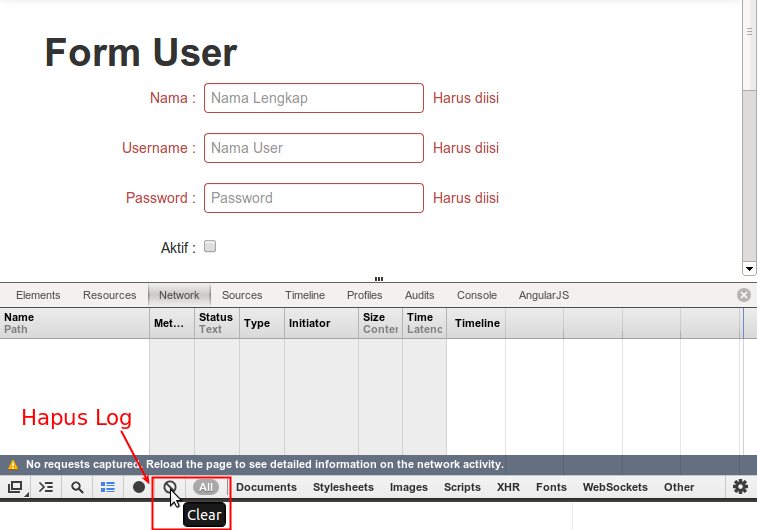 Form User
Nama : Nama Lengkap Harus diisi
Username : Nama User Harus diisi
Password : Password Harus diisi
Aktif :
Elements Resources Network Sources Timeline Profiles Audits Console AngularJS
Name Met... Status Type Initiator Size Time Timeline
Path Text Conter Latenc
Hapus Log
No requests captured. Reload the page to see detailed information on the network activity.
All Documents Stylesheets Images Scripts XHR Fonts WebSockets Other
Clear